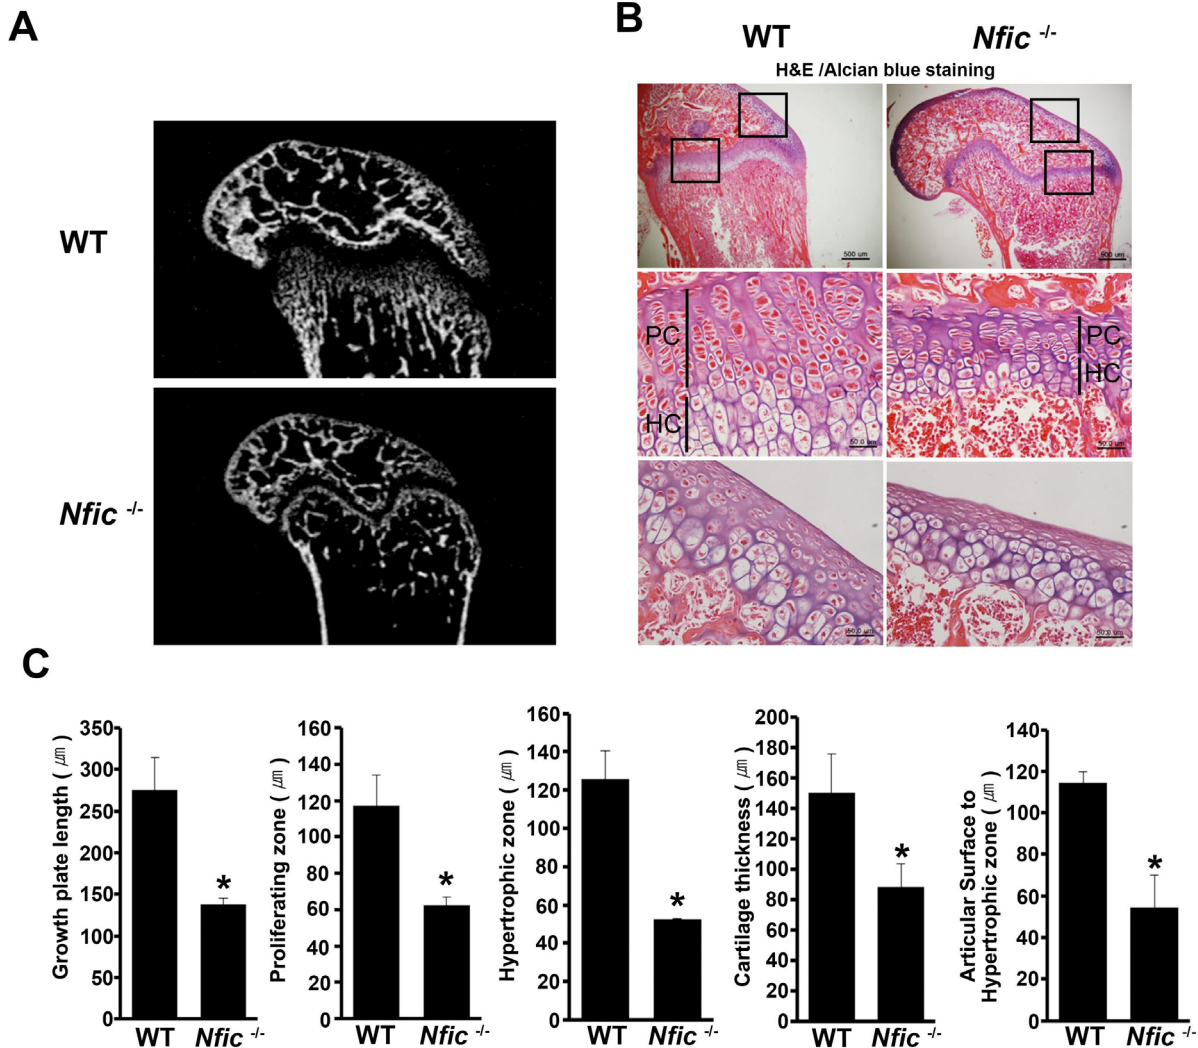 A
WT
Nfic -/-
B
WT
Nfic -/-
H&E /Alcian blue staining
500 um
500 um
PC
HC
50.0 um
PC
HC
50.0 um
50.0 um
50.0 um
C
Growth plate length ( ㎛ )
350
300
250
200
150
100
50
0
*
WT
Nfic -/-
Proliferating zone ( ㎛ )
160
140
120
100
80
60
40
20
0
*
WT
Nfic -/-
Hypertrophic zone ( ㎛ )
160
140
120
100
80
60
40
20
0
*
WT
Nfic -/-
Cartilage thickness ( ㎛ )
200
180
160
140
120
100
80
60
40
20
0
*
WT
Nfic -/-
Articular Surface to
Hypertrophic zone ( ㎛ )
140
120
100
80
60
40
20
0
*
WT
Nfic -/-